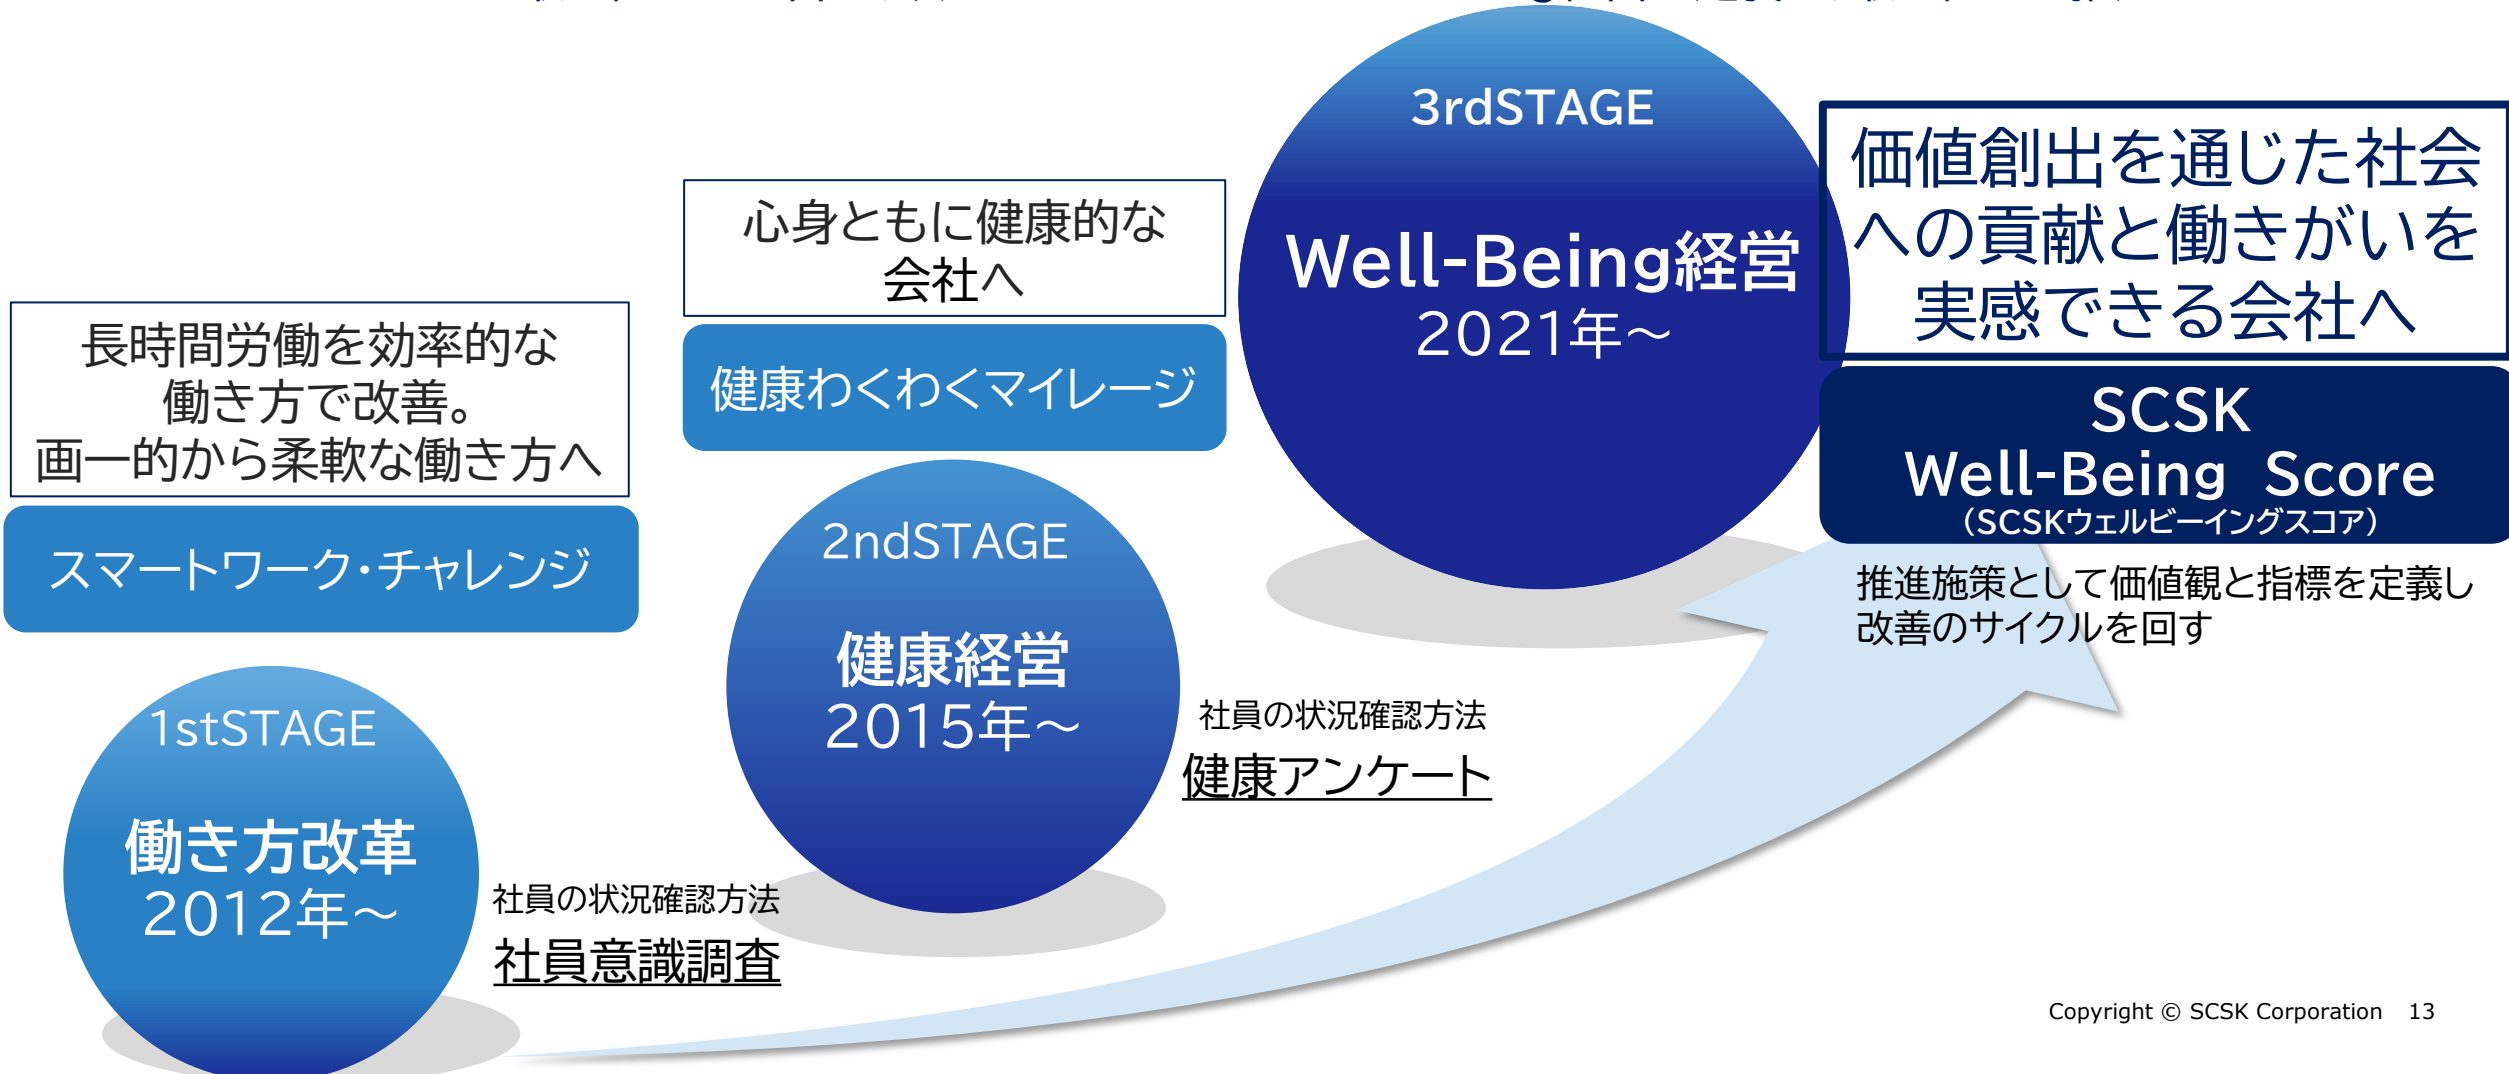 長時間労働を効率的な
働き方で改善。
画一的から柔軟な働き方へ
スマートワーク・チャレンジ
1stSTAGE
働き方改革
2012年～
社員の状況確認方法
社員意識調査
心身ともに健康的な
会社へ
健康わくわくマイレージ
2ndSTAGE
健康経営
2015年～
社員の状況確認方法
健康アンケート
3rdSTAGE
Well-Being経営
2021年～
価値創出を通じた社会
への貢献と働きがいを
実感できる会社へ
SCSK
Well-Being　Score
（SCSKウェルビーイングスコア）
推進施策として価値観と指標を定義し
改善のサイクルを回す
Copyright © SCSK Corporation 13